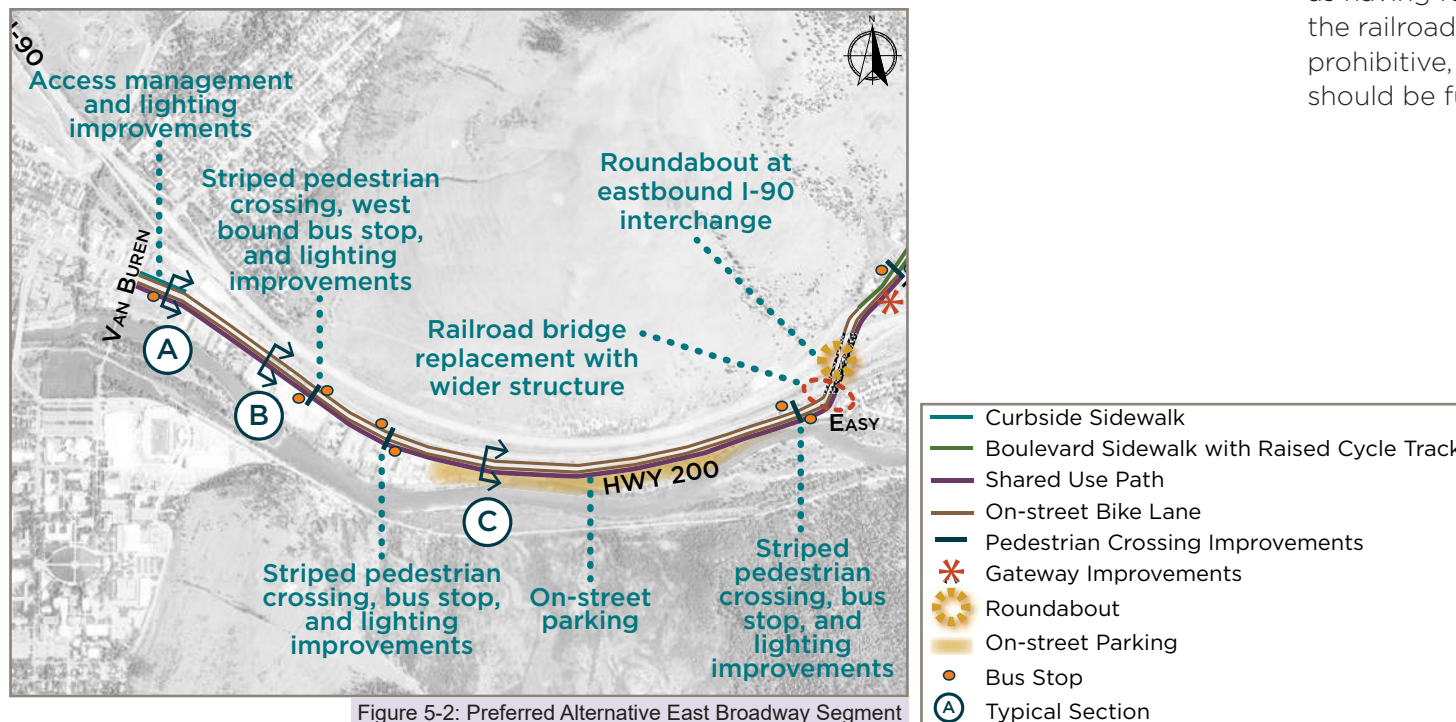 as having
the railroad
prohibitive,
should be
I-90
N
Access management
and lighting
improvements
Striped pedestrian
crossing, west
bound bus stop,
and lighting
improvements
Roundabout at
eastbound I-90
interchange
VAN BUREN
Railroad bridge
replacement with
wider structure
A
B
C
EASY
HWY 200
Striped pedestrian
crossing, bus stop,
and lighting
improvements
On-street
parking
Striped
pedestrian
crossing, bus
stop, and
lighting
improvements
Figure 5-2: Preferred Alternative East Broadway Segment
Curbside Sidewalk
Boulevard Sidewalk with Raised Cycle Track
Shared Use Path
On-street Bike Lane
Pedestrian Crossing Improvements
Gateway Improvements
Roundabout
On-street Parking
Bus Stop
A Typical Section